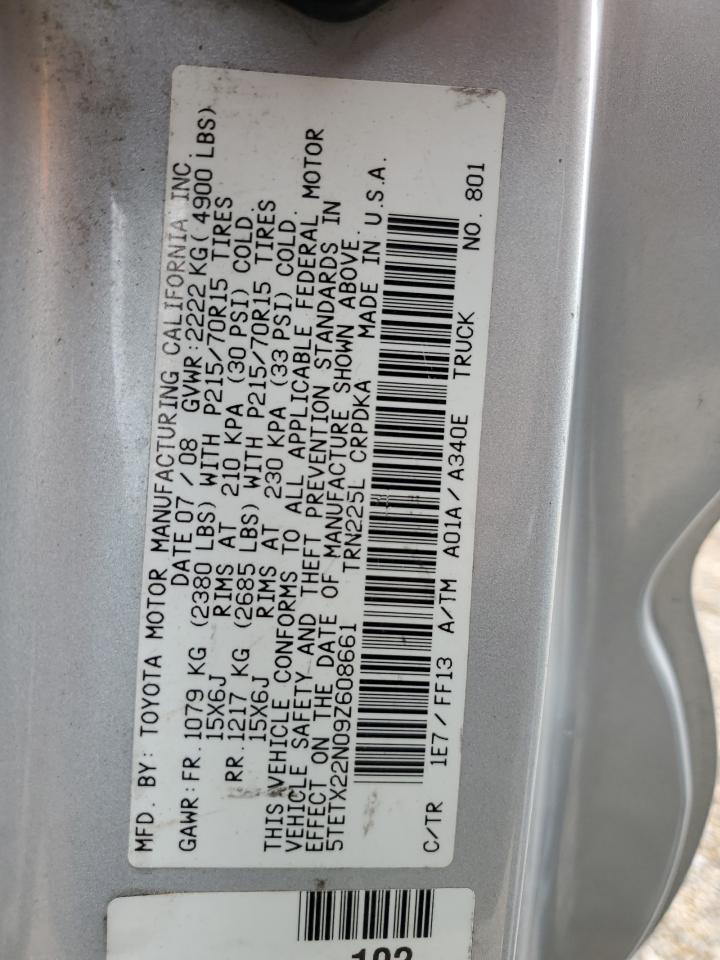 MFD. BY: TOYOTA MOTOR MANUFACTURING CALIFORNIA INC.
DATE 07 / 08 GVWR: 2222 KG( 4900 LBS)
GAWR: FR. 1079 KG (2380 LBS) WITH P215/70R15 TIRES
15X6J RIMS AT 210 KPA (30 PSI) COLD.
RR. 1217 KG (2685 LBS) WITH P215/70R15 TIRES
15X6J RIMS AT 230 KPA (33 PSI) COLD.
THIS VEHICLE CONFORMS TO ALL APPLICABLE FEDERAL MOTOR
VEHICLE SAFETY AND THEFT PREVENTION STANDARDS IN
EFFECT ON THE DATE OF MANUFACTURE SHOWN ABOVE.
5TETX22N09Z608661 TRN225L CRPDKA MADE IN U.S.A.
C/TR 1E7/FF13 A/TM A01A/A340E TRUCK NO. 801